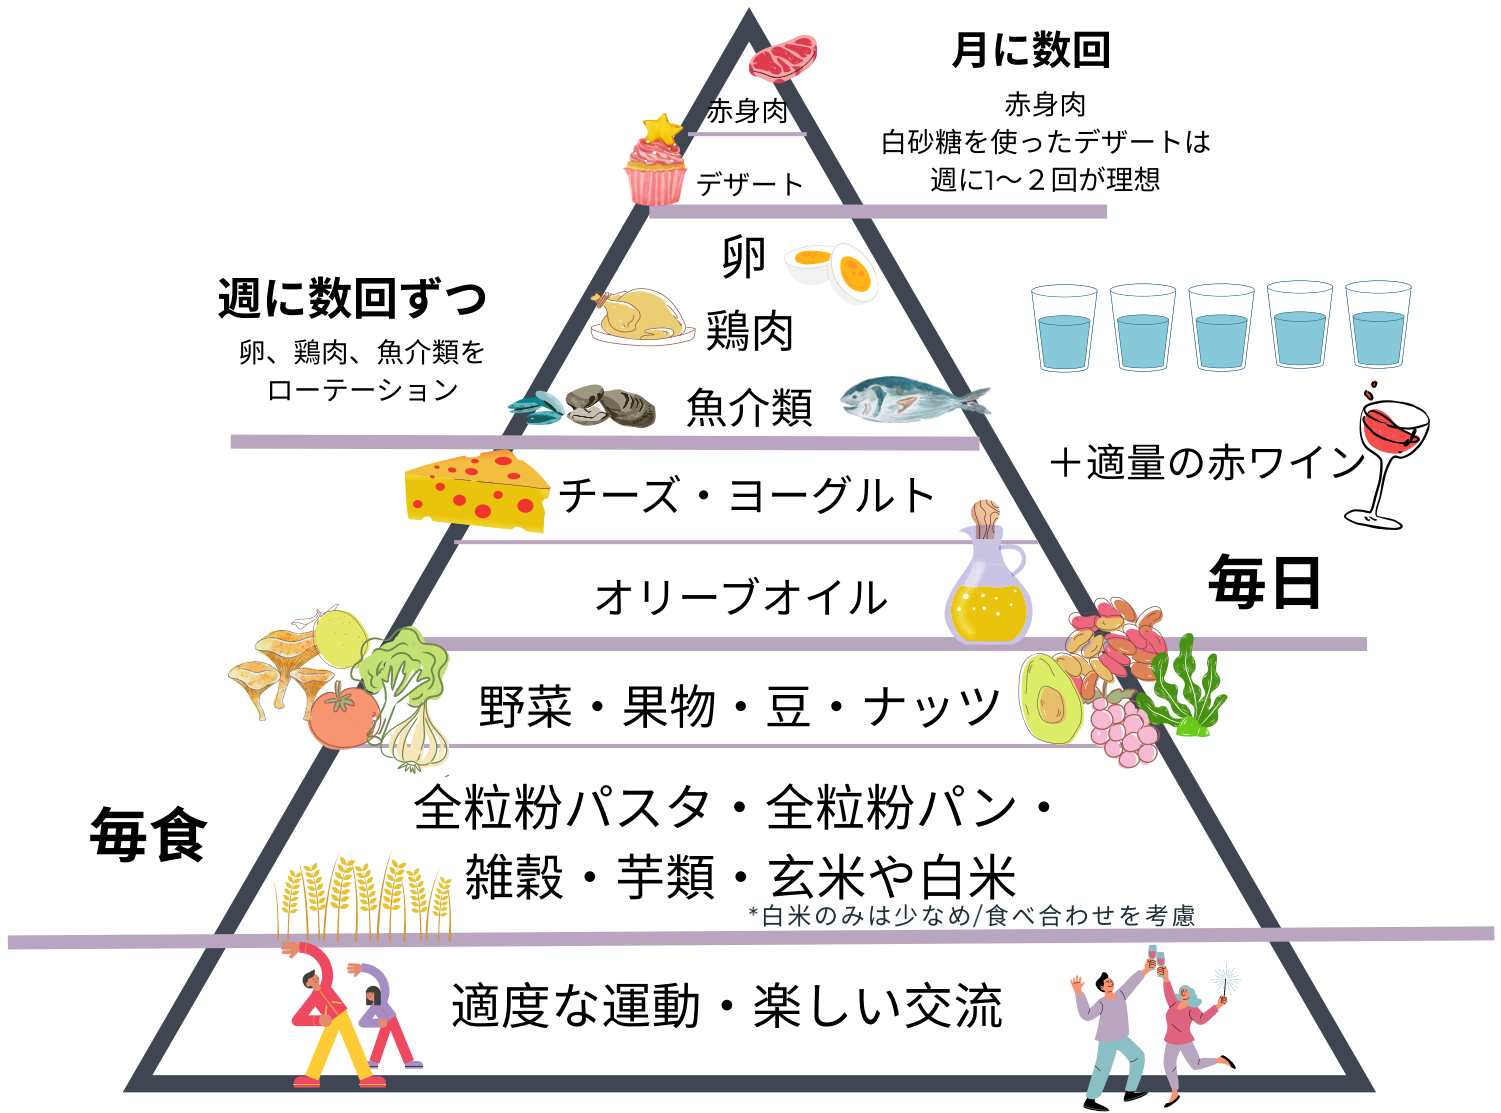 月に数回
赤身肉
白砂糖を使ったデザートは
週に1〜２回が理想
赤身肉
デザート
卵
鶏肉
魚介類
週に数回ずつ
卵、鶏肉、魚介類を
ローテーション
チーズ・ヨーグルト
オリーブオイル
＋適量の赤ワイン
毎日
野菜・果物・豆・ナッツ
全粒粉パスタ・全粒粉パン・
雑穀・芋類・玄米や白米
*白米のみは少なめ/食べ合わせを考慮
毎食
適度な運動・楽しい交流